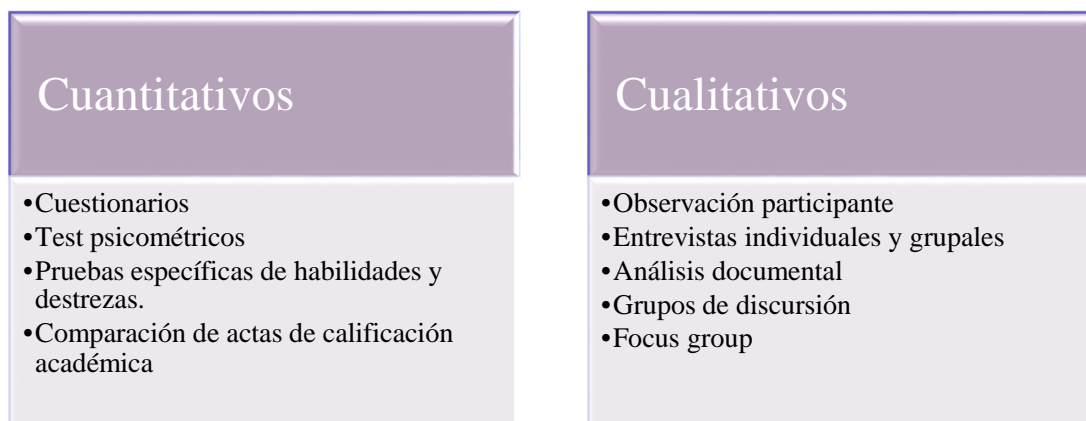 Cuantitativos
•Cuestionarios
•Test psicométricos
•Pruebas específicas de habilidades y
destrezas.
•Comparación de actas de calificación
académica
Cualitativos
•Observación participante
•Entrevistas individuales y grupales
•Análisis documental
•Grupos de discursión
•Focus group